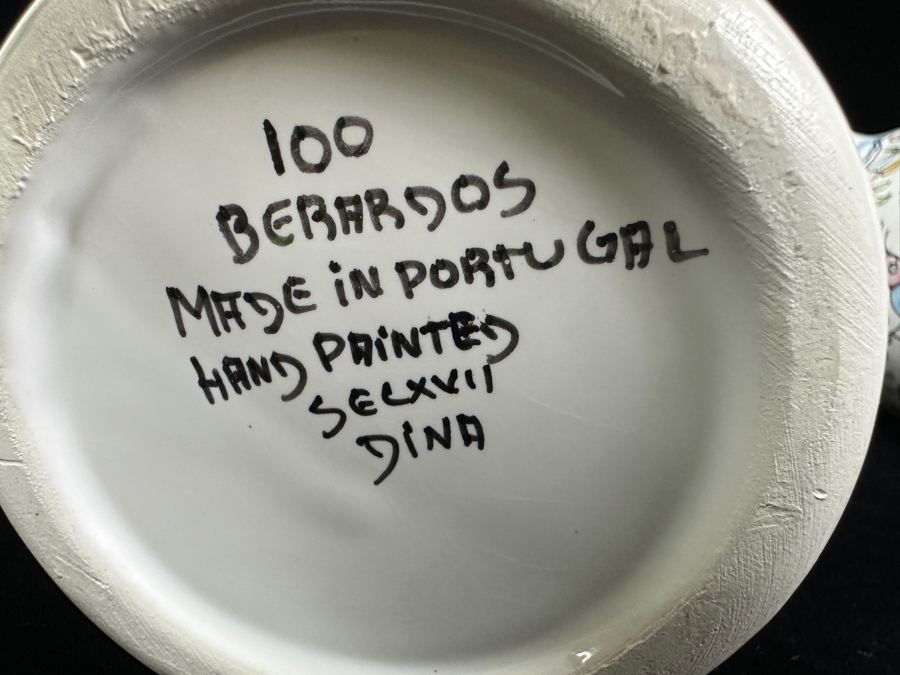 100
BERARDOS
MADE iN PORTUGAL
HAND PAiNTED
SECXVII
DiNA